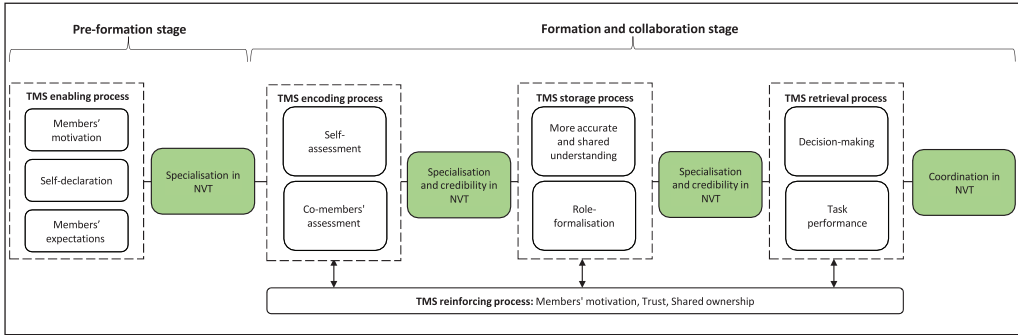 Pre-formation stage
Formation and collaboration stage
TMS enabling process
Members'
motivation
Self-declaration
Members'
expectations
Specialisation in
NVT
TMS encoding process
Self-
assessment
Co-members'
assessment
Specialisation
and credibility in
NVT
TMS storage process
More accurate
and shared
understanding
Role-
formalisation
Specialisation
and credibility in
NVT
TMS retrieval process
Decision-making
Task
performance
Coordination in
NVT
TMS reinforcing process: Members' motivation, Trust, Shared ownership